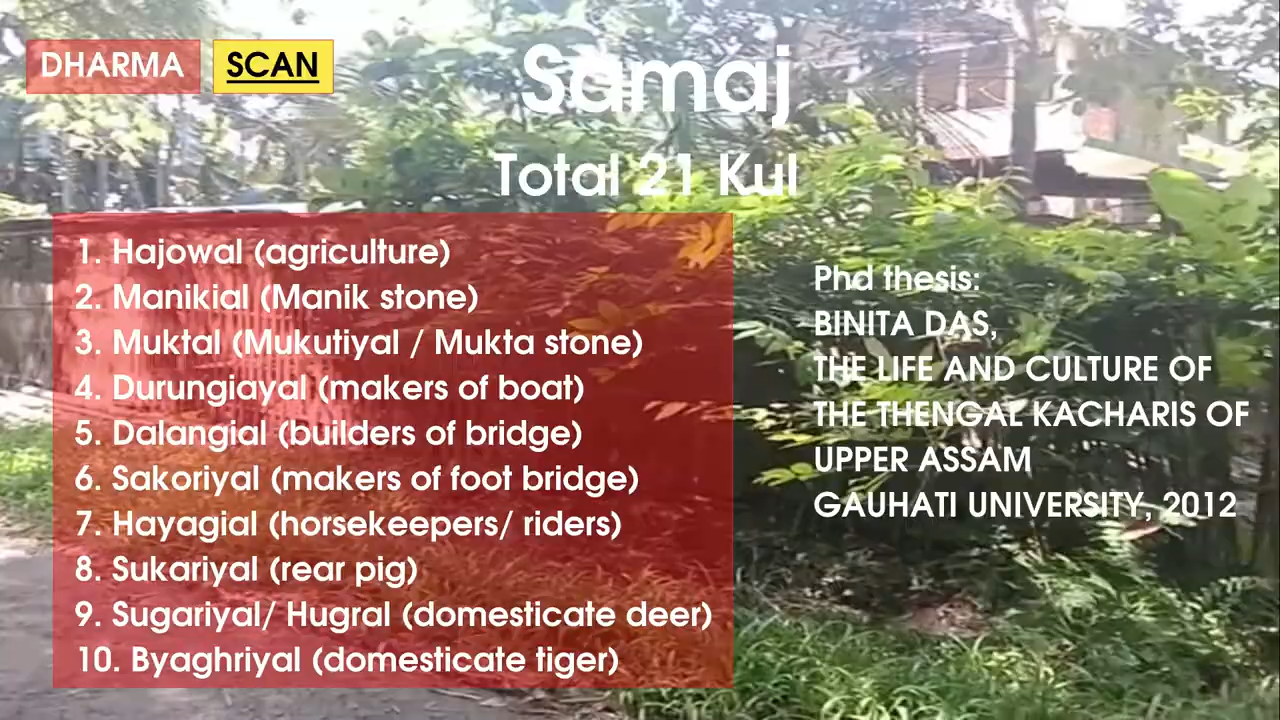 DHARMA SCAN
Samaj
Total 21 Kul
1. Hajowal (agriculture)
2. Manikial (Manik stone)
3. Muktal (Mukutiyal / Mukta stone)
4. Durungiayal (makers of boat)
5. Dalangial (builders of bridge)
6. Sakoriyal (makers of foot bridge)
7. Hayagial (horsekeepers/ riders)
8. Sukariyal (rear pig)
9. Sugariyal/ Hugral (domesticate deer)
10. Byaghriyal (domesticate tiger)
Phd thesis:
BINITA DAS,
THE LIFE AND CULTURE OF
THE THENGAL KACHARIS OF
UPPER ASSAM
GAUHATI UNIVERSITY, 2012